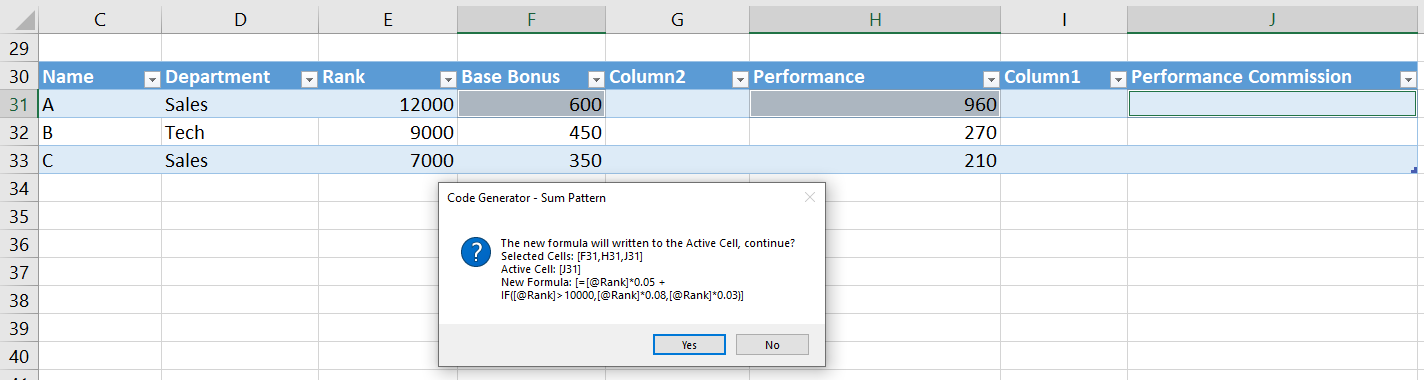 C D E F G H I J
29
30 Name Department Rank Base Bonus Column2 Performance Column1 Performance Commission
31 A Sales 12000 600 960
32 B Tech 9000 450 270
33 C Sales 7000 350 210
34
35
36
37
38
39
40
Code Generator - Sum Pattern
The new formula will written to the Active Cell, continue?
Selected Cells: [F31,H31,J31]
Active Cell: [J31]
New Formula: [=[@Rank]*0.05 +
IF([@Rank]>10000,[@Rank]*0.08,[@Rank]*0.03)]
Yes No